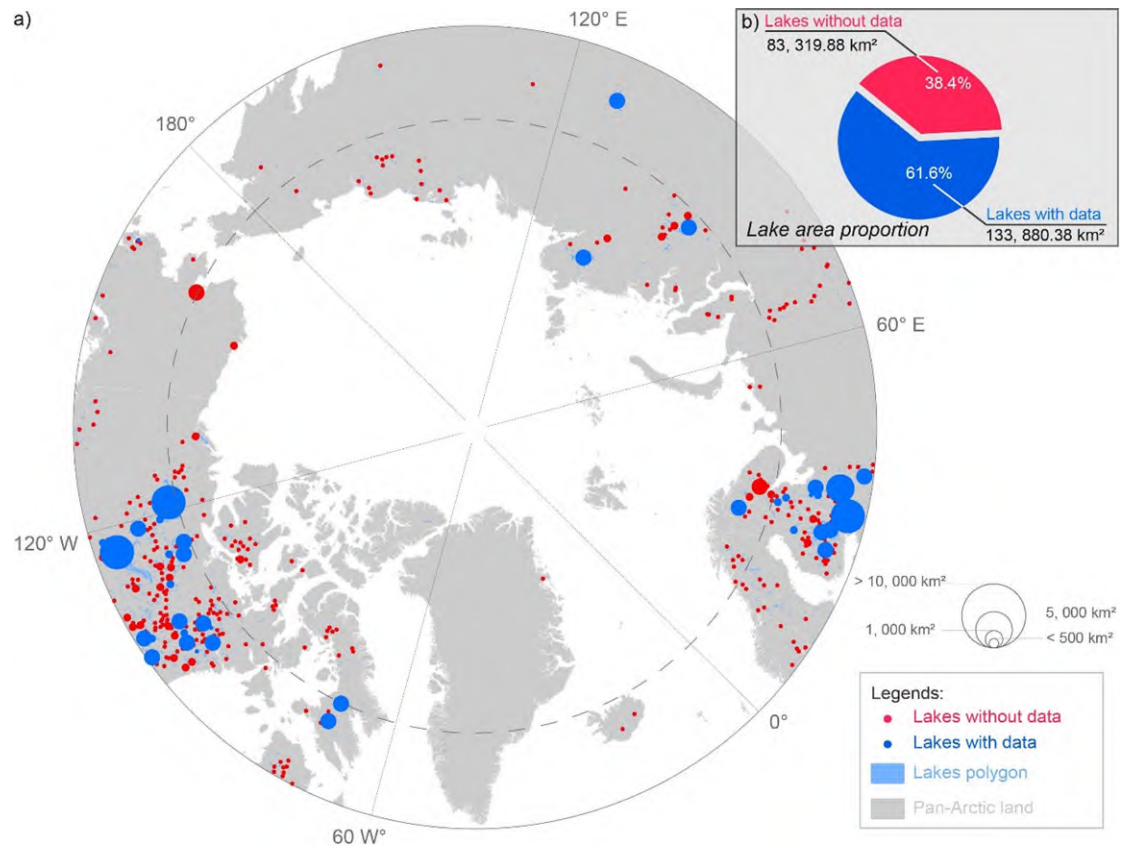 a)
120° E
b)
Lakes without data
83, 319.88 km²
38.4%
61.6%
Lakes with data
133, 880.38 km²
Lake area proportion
180°
60° E
120° W
0°
60 W°
> 10, 000 km²
5, 000 km²
1, 000 km²
< 500 km²
Legends:
Lakes without data
Lakes with data
Lakes polygon
Pan-Arctic land